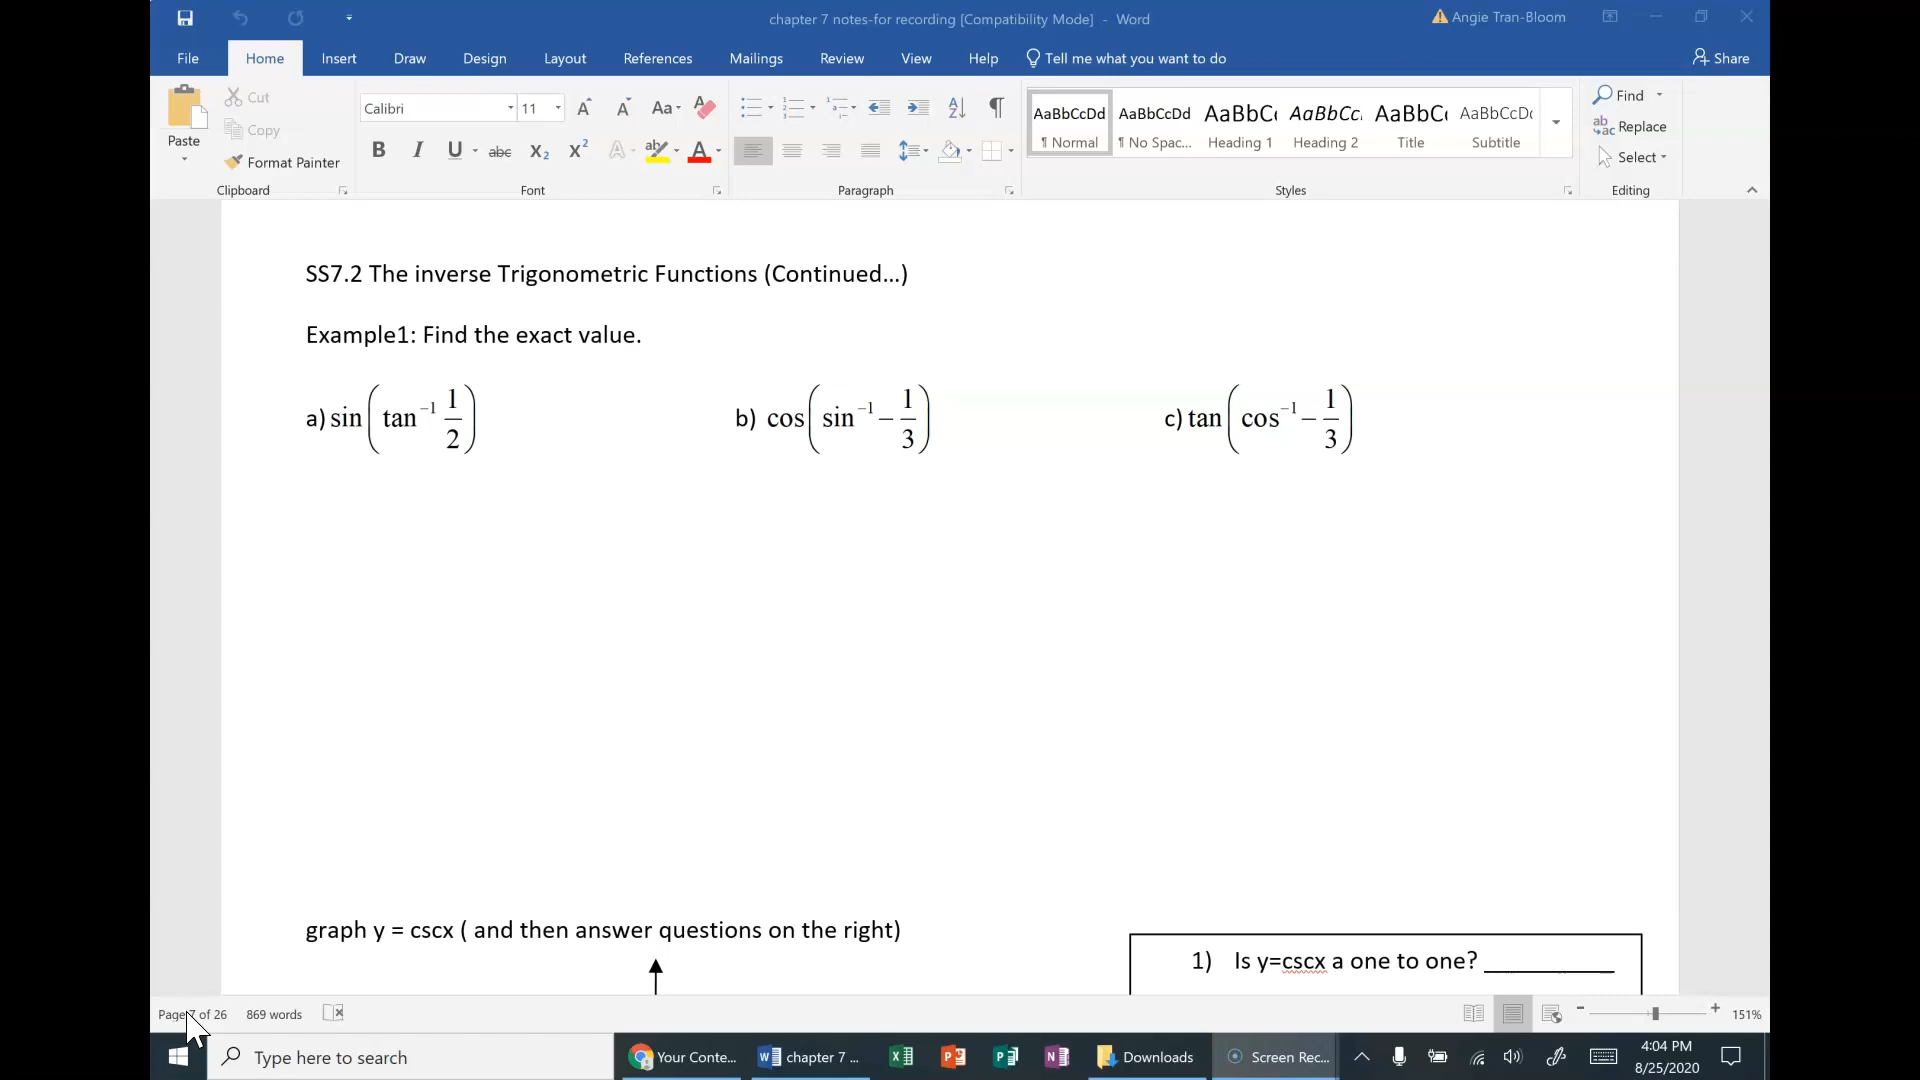 chapter 7 notes-for recording [Compatibility Mode] - Word
Angie Tran-Bloom
File Home Insert Draw Design Layout References Mailings Review View Help Tell me what you want to do Share
Paste
Cut
Copy
Format Painter
Clipboard
Calibri 11
Font
Paragraph
AaBbCcDd AaBbCcDd AaBbC AaBbCc AaBbC AaBbCcD
¶ Normal ¶ No Spac... Heading 1 Heading 2 Title Subtitle
Styles
Find
Replace
Select
Editing
SS7.2 The inverse Trigonometric Functions (Continued...)
Example1: Find the exact value.
a) sin(tan⁻¹ 1/2) b) cos(sin⁻¹ − 1/3) c) tan(cos⁻¹ − 1/3)
graph y = cscx ( and then answer questions on the right)
1) Is y=cscx a one to one? __________
Page 7 of 26 869 words 151%
Type here to search Your Conte... chapter 7 ... Downloads Screen Rec... 4:04 PM
8/25/2020